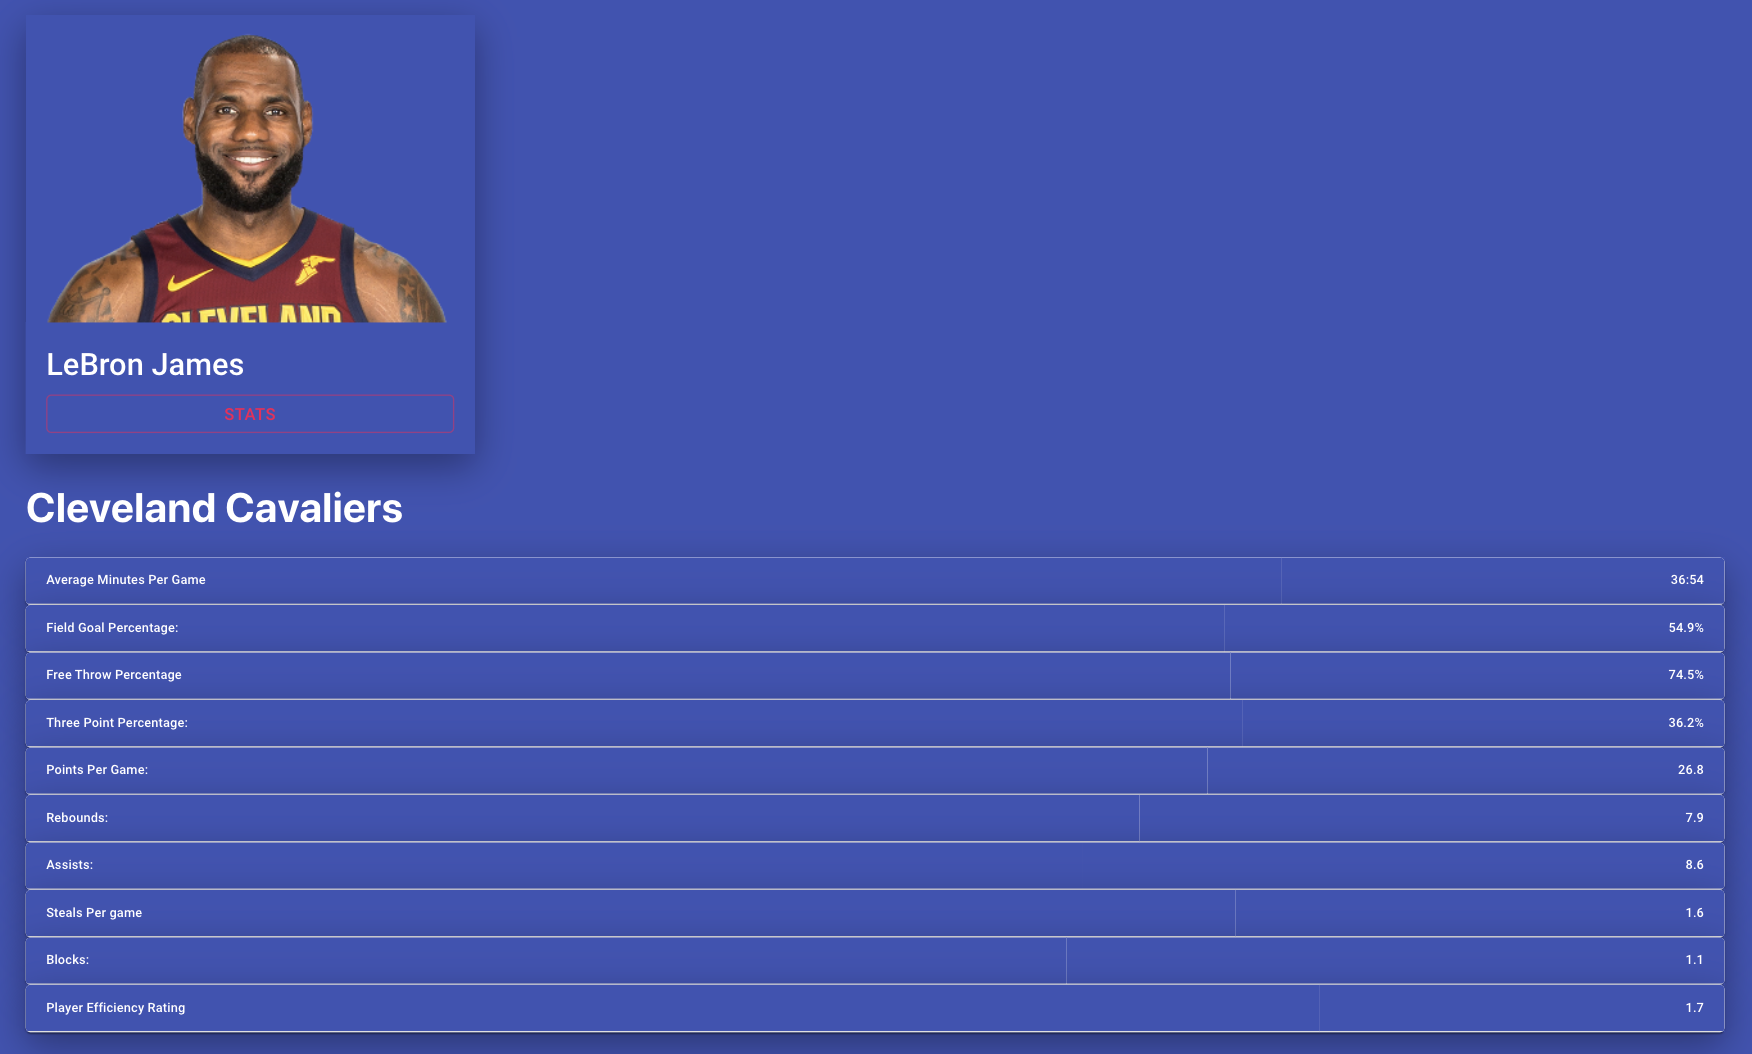 CLEVELAND
LeBron James
STATS
Cleveland Cavaliers
Average Minutes Per Game 36:54
Field Goal Percentage: 54.9%
Free Throw Percentage 74.5%
Three Point Percentage: 36.2%
Points Per Game: 26.8
Rebounds: 7.9
Assists: 8.6
Steals Per game 1.6
Blocks: 1.1
Player Efficiency Rating 1.7